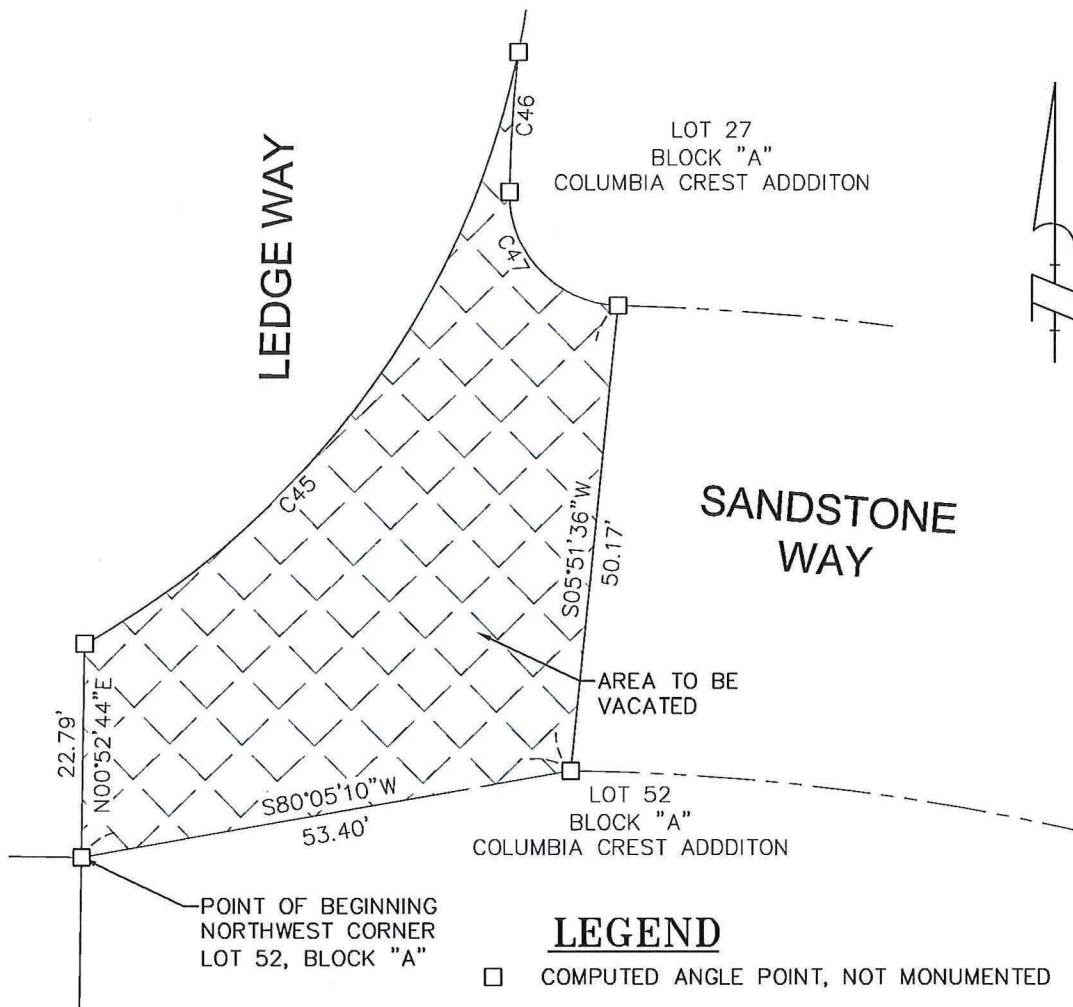 C46
LOT 27
BLOCK "A"
COLUMBIA CREST ADDDITON
LEDGE WAY
C47
C45
SANDSTONE
WAY
S05°51'36"W
50.17'
AREA TO BE
VACATED
22.79'
N00°52'44"E
S80°05'10"W
53.40'
LOT 52
BLOCK "A"
COLUMBIA CREST ADDDITON
POINT OF BEGINNING
NORTHWEST CORNER
LOT 52, BLOCK "A"
LEGEND
COMPUTED ANGLE POINT, NOT MONUMENTED